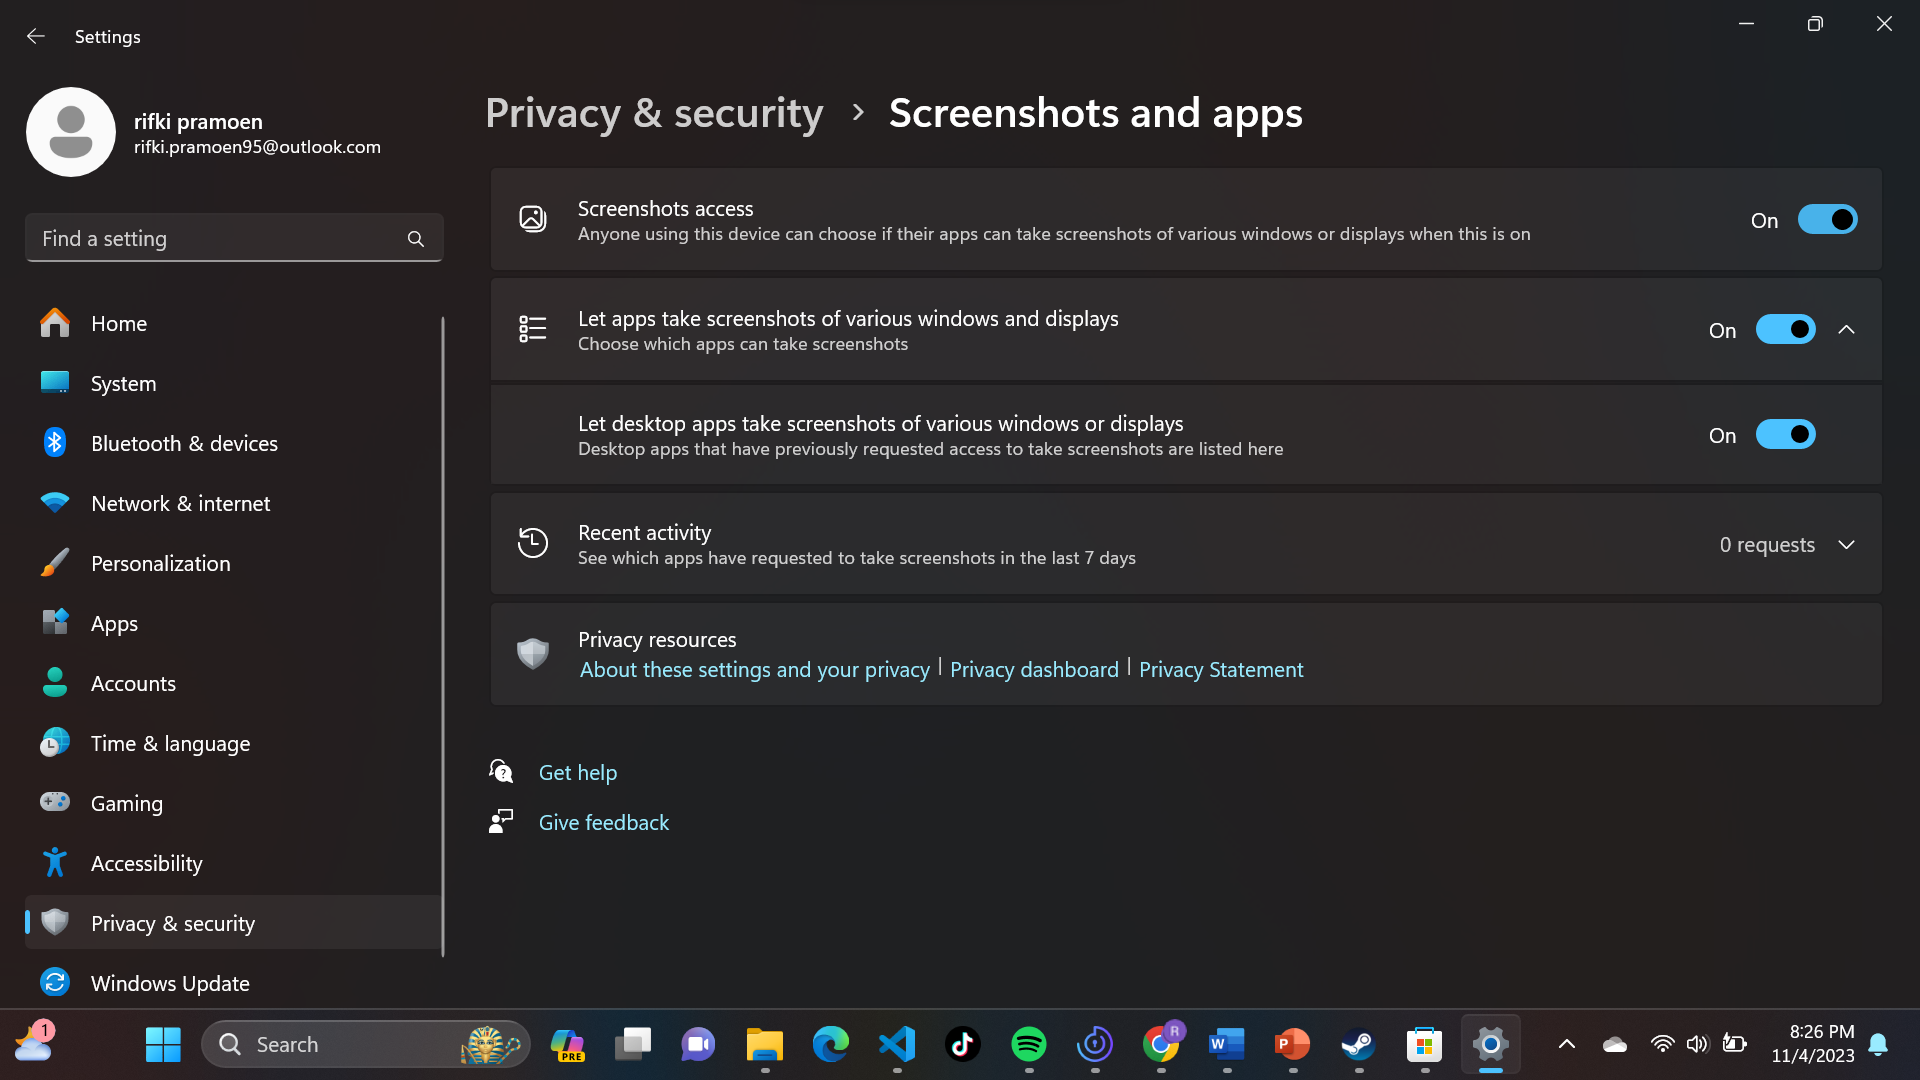 Settings
rifki pramoen
rifki.pramoen95@outlook.com
Find a setting
Home
System
Bluetooth & devices
Network & internet
Personalization
Apps
Accounts
Time & language
Gaming
Accessibility
Privacy & security
Windows Update
Privacy & security > Screenshots and apps
Screenshots access
Anyone using this device can choose if their apps can take screenshots of various windows or displays when this is on
On
Let apps take screenshots of various windows and displays
Choose which apps can take screenshots
On
Let desktop apps take screenshots of various windows or displays
Desktop apps that have previously requested access to take screenshots are listed here
On
Recent activity
See which apps have requested to take screenshots in the last 7 days
0 requests
Privacy resources
About these settings and your privacy | Privacy dashboard | Privacy Statement
Get help
Give feedback
1
Search
PRE
R
W
P
8:26 PM
11/4/2023